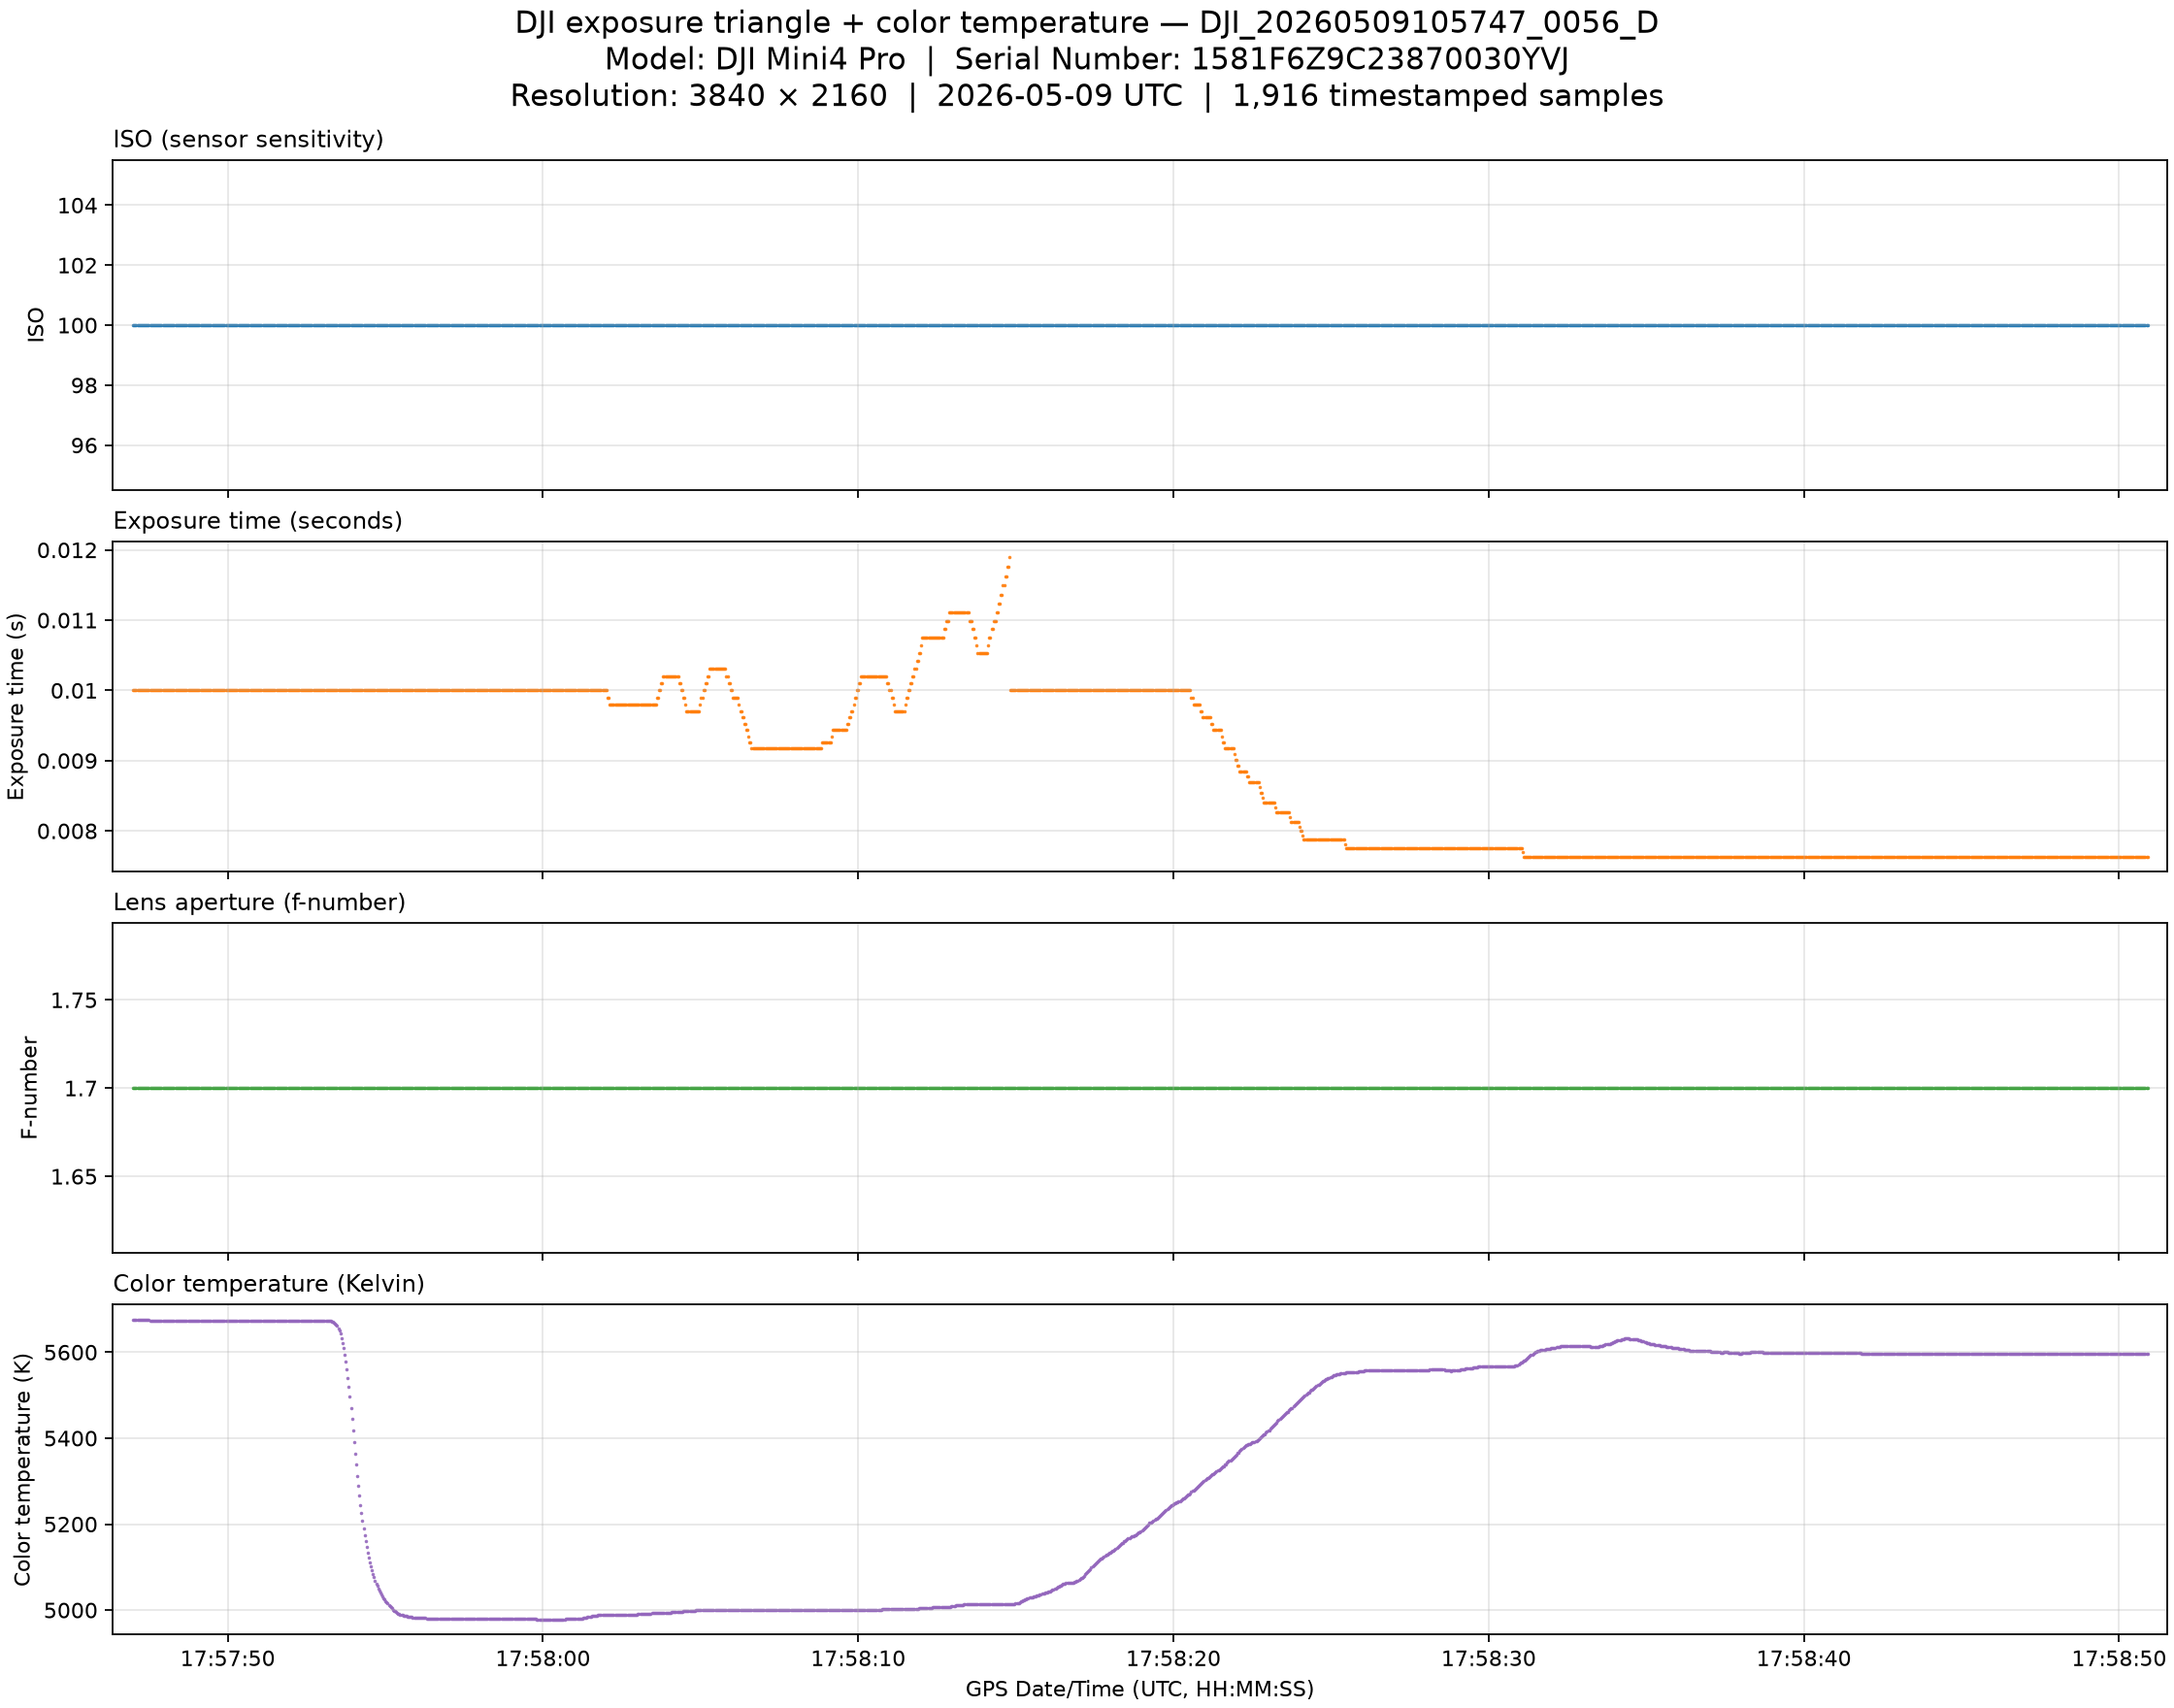 DJI exposure triangle + color temperature — DJI_20260509105747_0056_D
Model: DJI Mini4 Pro | Serial Number: 1581F6Z9C23870030YVJ
Resolution: 3840 × 2160 | 2026-05-09 UTC | 1,916 timestamped samples
ISO (sensor sensitivity)
104
102
100
98
96
ISO
Exposure time (seconds)
0.012
0.011
0.01
0.009
0.008
Exposure time (s)
Lens aperture (f-number)
1.75
1.7
1.65
F-number
Color temperature (Kelvin)
5600
5400
5200
5000
Color temperature (K)
17:57:50 17:58:00 17:58:10 17:58:20 17:58:30 17:58:40 17:58:50
GPS Date/Time (UTC, HH:MM:SS)